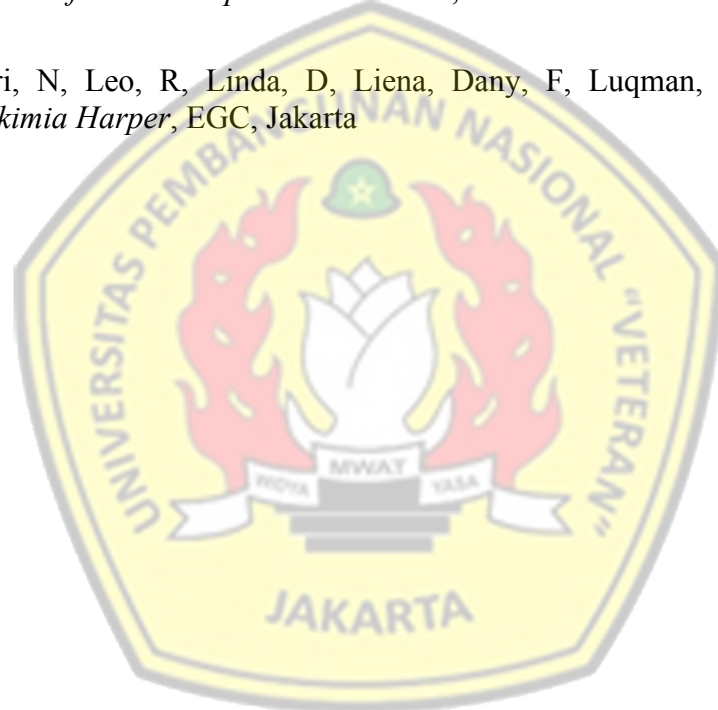 ri, N, Leo, R, Linda, D, Liena, Dany, F, Luqman,
kimia Harper, EGC, Jakarta
UNIVERSITAS PEMBANGUNAN NASIONAL "VETERAN"
WIDYA MWAT YASA
JAKARTA